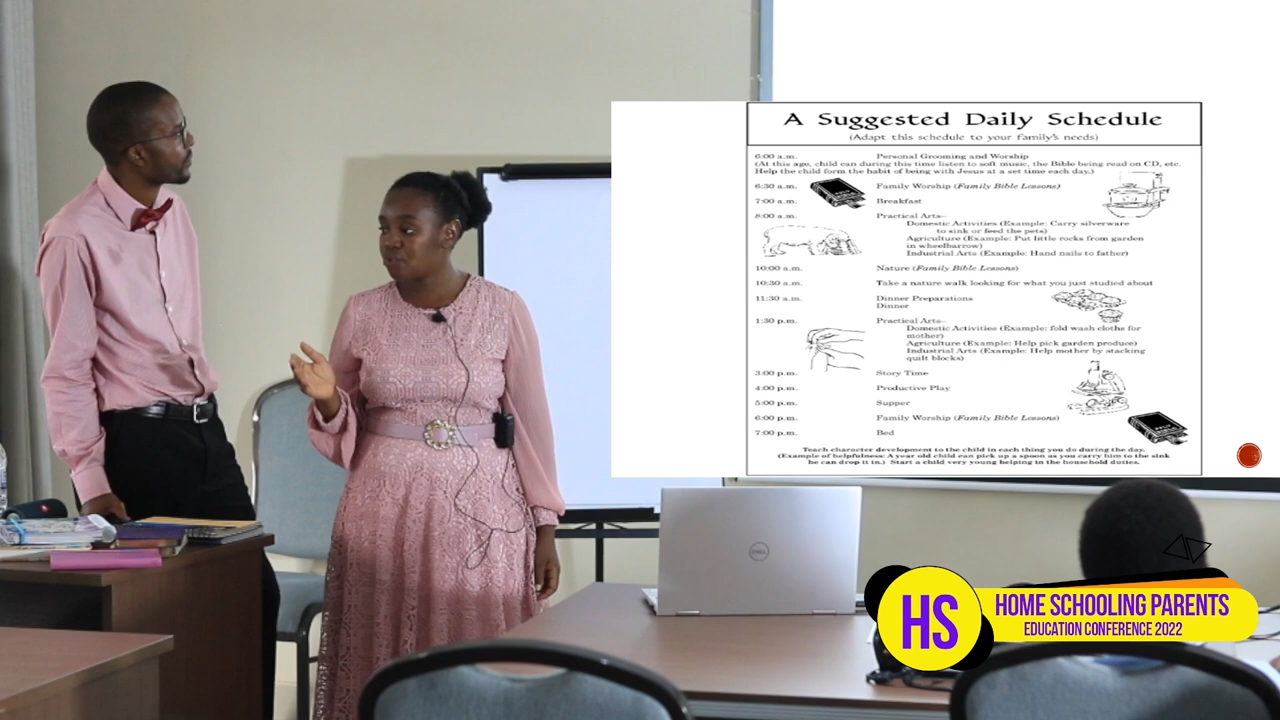 A Suggested Daily Schedule
(Adapt this schedule to your family's needs)
6:00 a.m. Personal Grooming and Worship
(At this age, child can during this time listen to soft music, the Bible being read on CD, etc.
Help the child form the habit of being with Jesus at a set time each day.)
6:30 a.m. Family Worship (Family Bible Lessons)
7:00 a.m. Breakfast
8:00 a.m. Practical Arts–
Domestic Activities (Example: Carry silverware
to sink or feed the pets)
Agriculture (Example: Put little rocks from garden
in wheelbarrow)
Industrial Arts (Example: Hand nails to father)
10:00 a.m. Nature (Family Bible Lessons)
10:30 a.m. Take a nature walk looking for what you just studied about
11:30 a.m. Dinner Preparations
Dinner
1:30 p.m. Practical Arts–
Domestic Activities (Example: fold wash cloths for
mother)
Agriculture (Example: Help pick garden produce)
Industrial Arts (Example: Help mother by stacking
quilt blocks)
3:00 p.m. Story Time
4:00 p.m. Productive Play
5:00 p.m. Supper
6:00 p.m. Family Worship (Family Bible Lessons)
7:00 p.m. Bed
Teach character development to the child in each thing you do during the day.
(Example of helpfulness: A year old child can pick up a spoon as you carry him to the sink
he can drop it in.) Start a child very young helping in the household duties.
DELL
HS
HOME SCHOOLING PARENTS
EDUCATION CONFERENCE 2022